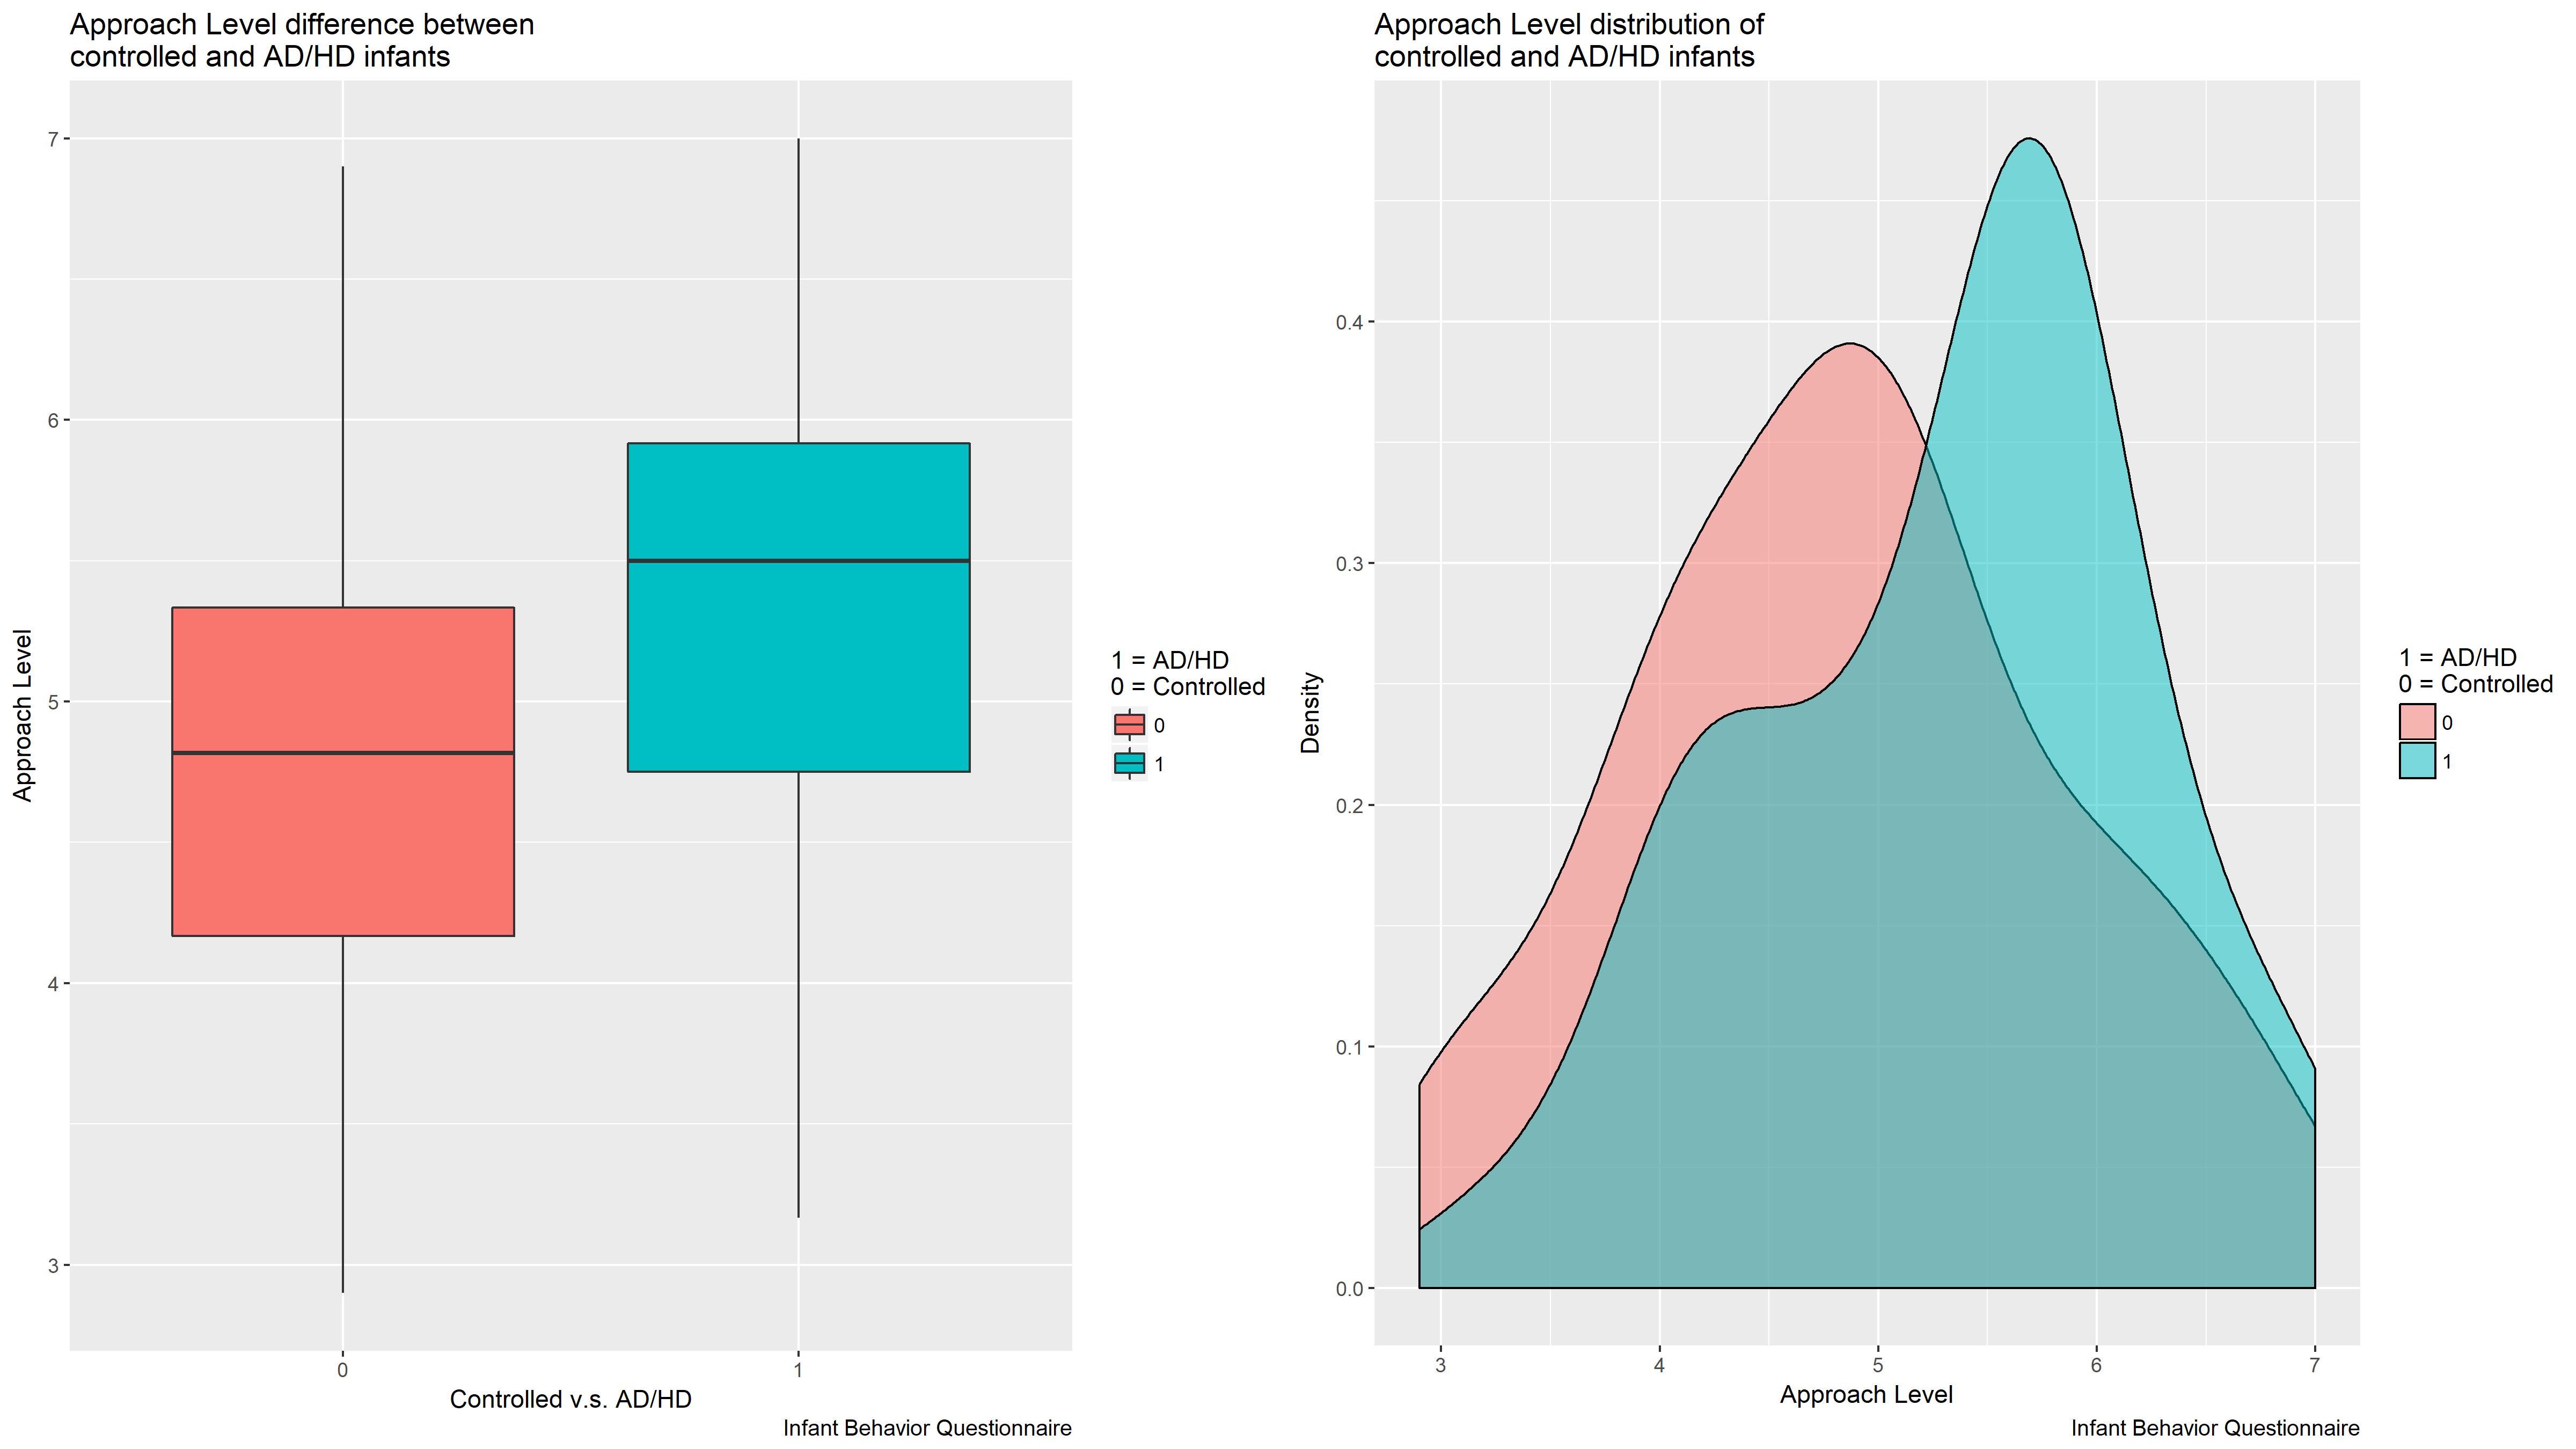 Approach Level difference between
controlled and AD/HD infants
7
6
5
4
3
Approach Level
0
1
Controlled v.s. AD/HD
Infant Behavior Questionnaire
1 = AD/HD
0 = Controlled
0
1
Approach Level distribution of
controlled and AD/HD infants
0.4
0.3
0.2
0.1
0.0
Density
3
4
5
6
7
Approach Level
Infant Behavior Questionnaire
1 = AD/HD
0 = Controlled
0
1